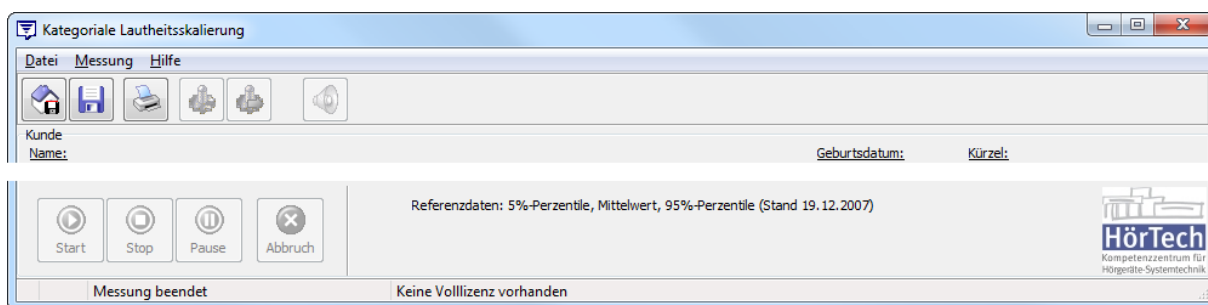 Kategoriale Lautheitsskalierung
Datei Messung Hilfe
Kunde
Name: Geburtsdatum: Kürzel:
Referenzdaten: 5%-Perzentile, Mittelwert, 95%-Perzentile (Stand 19.12.2007)
Start Stop Pause Abbruch
HörTech
Kompetenzzentrum für
Hörgeräte-Systemtechnik
Messung beendet Keine Volllizenz vorhanden